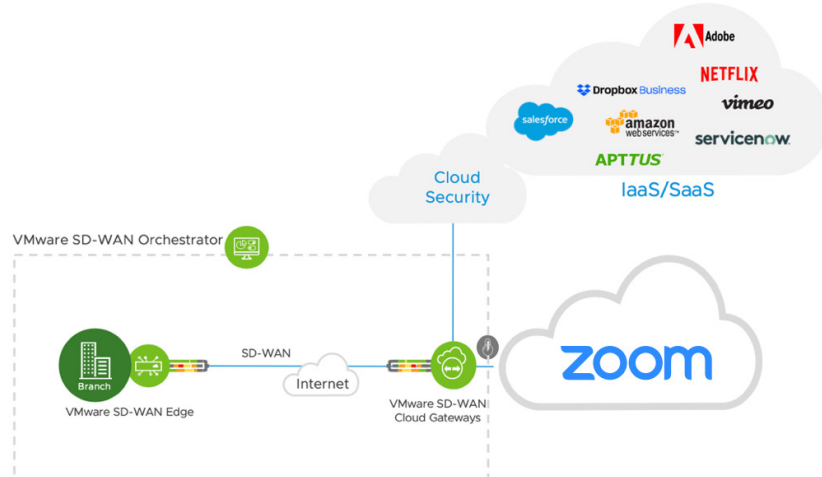 Adobe
NETFLIX
Dropbox Business
vimeo
salesforce
amazon
web services™
servicenow
APTTUS
Cloud
Security
IaaS/SaaS
VMware SD-WAN Orchestrator
SD-WAN
Internet
zoom
Branch
VMware SD-WAN Edge
VMware SD-WAN
Cloud Gateways